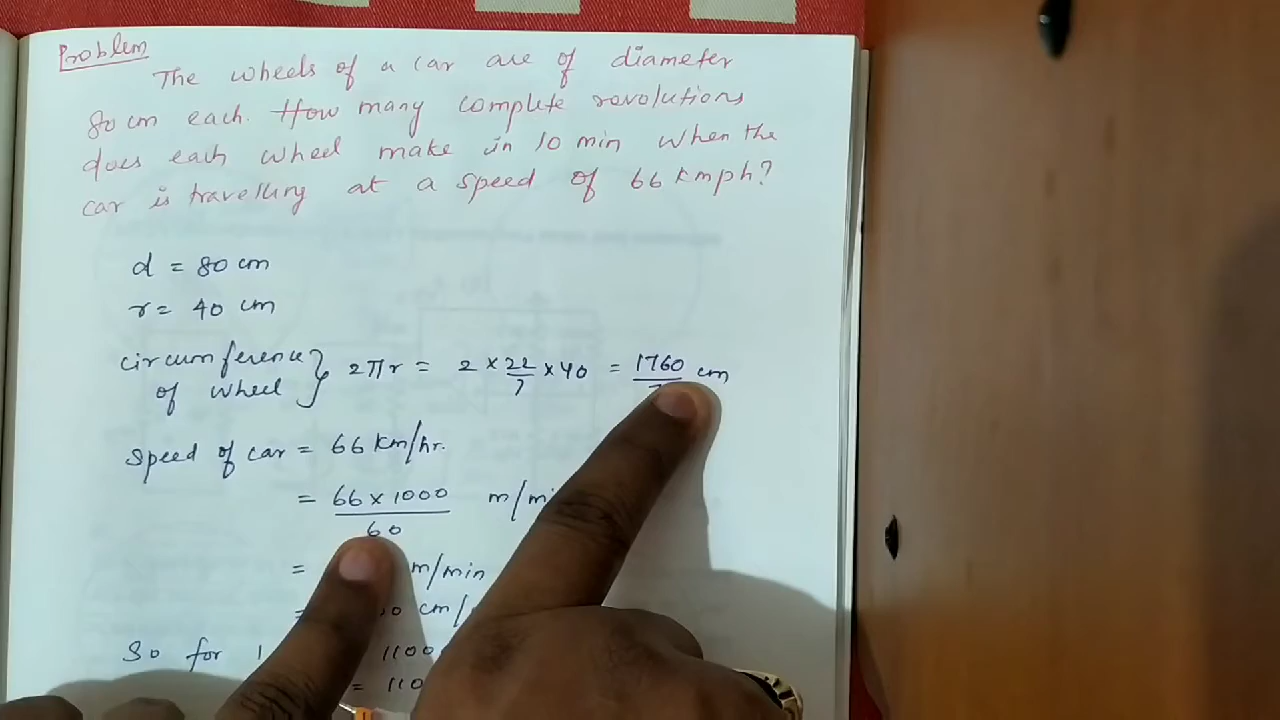 Problem
The wheels of a car are of diameter
80 cm each. How many complete revolutions
does each wheel make in 10 min when the
car is travelling at a speed of 66 kmph?
d = 80 cm
r = 40 cm
circumference of wheel } 2πr = 2 × 22/7 × 40 = 1760/ cm
speed of car = 66 km/hr.
= 66 × 1000/60 m/mi
= m/min
= 0 cm/
So for 1 1100
= 110